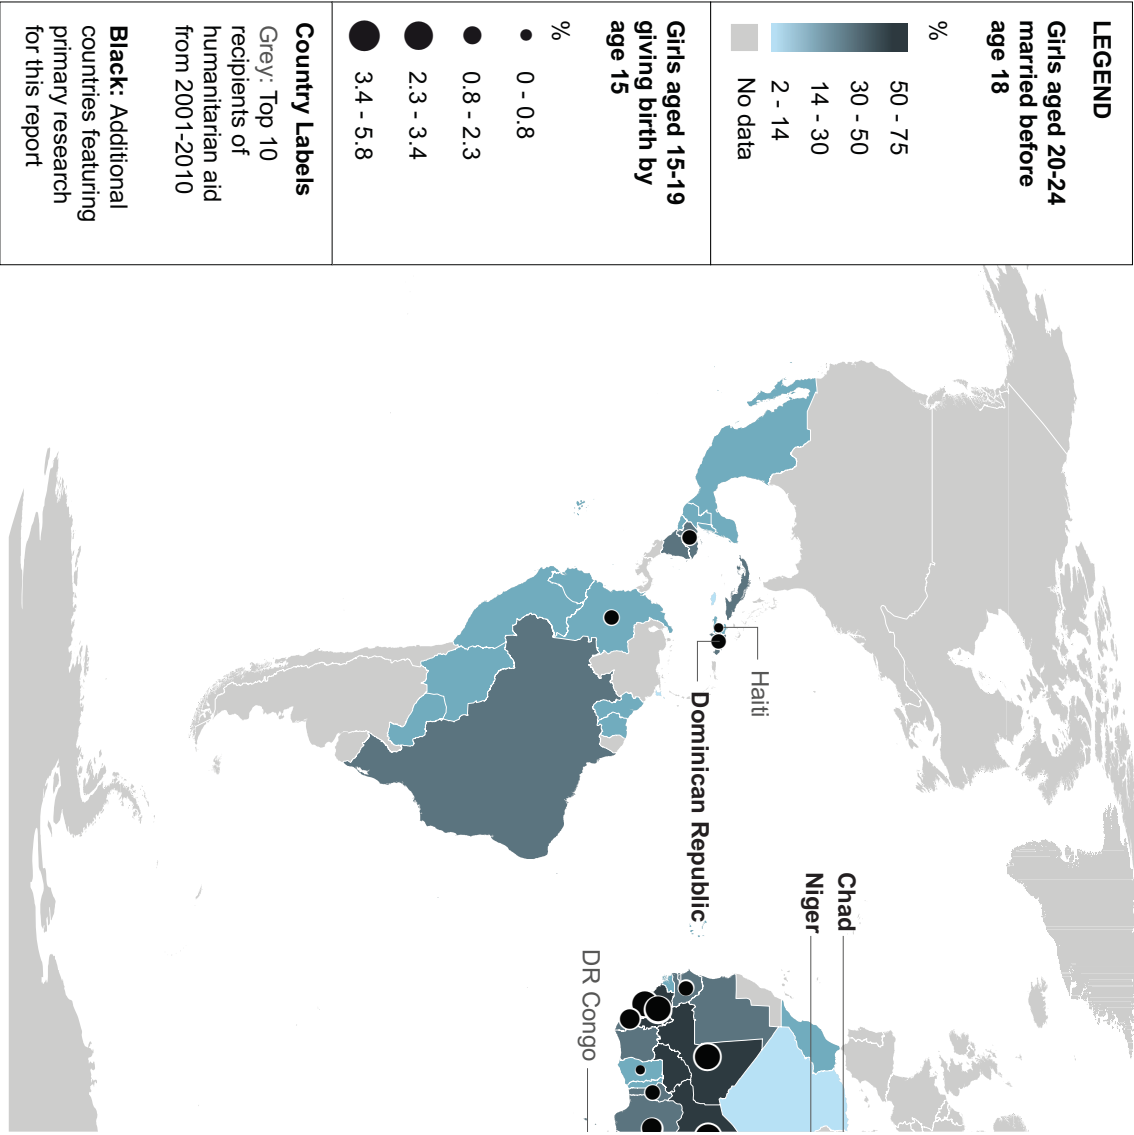 LEGEND
Girls aged 20-24
married before
age 18
%
50 - 75
30 - 50
14 - 30
2 - 14
No data
Girls aged 15-19
giving birth by
age 15
%
0 - 0.8
0.8 - 2.3
2.3 - 3.4
3.4 - 5.8
Country Labels
Grey: Top 10
recipients of
humanitarian aid
from 2001-2010
Black: Additional
countries featuring
primary research
for this report
Haiti
Dominican Republic
Chad
Niger
DR Congo